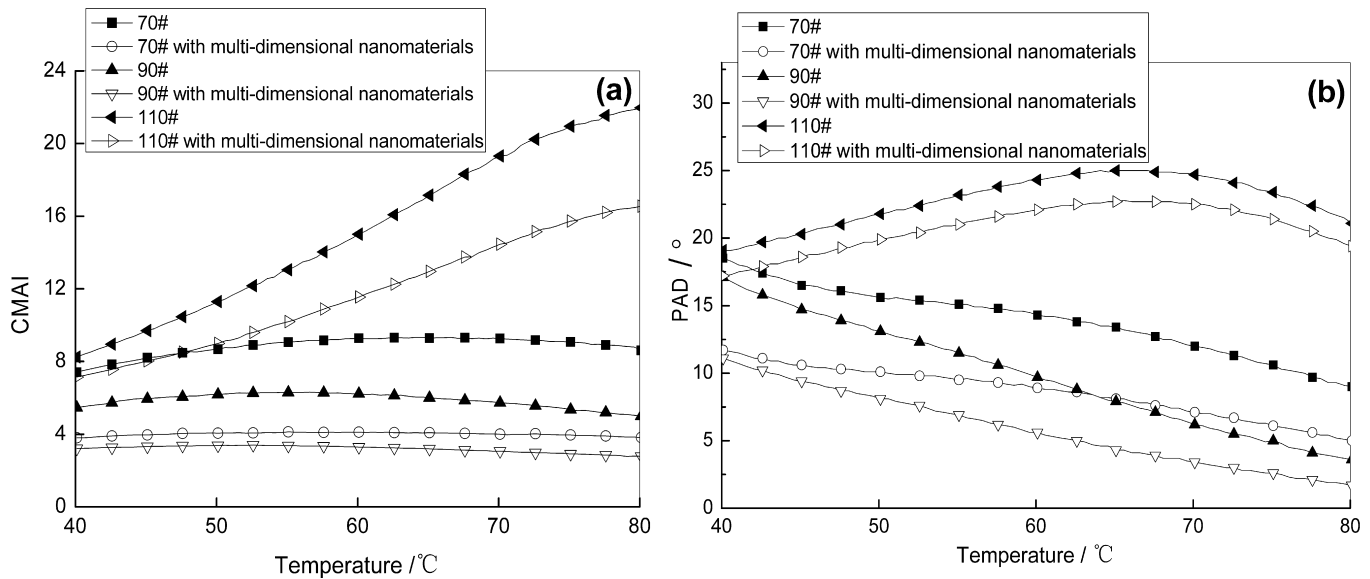 70#
70# with multi-dimensional nanomaterials
90#
90# with multi-dimensional nanomaterials
110#
110# with multi-dimensional nanomaterials
(a)
24
20
16
12
8
4
0
CMAI
40
50
60
70
80
Temperature /℃
70#
70# with multi-dimensional nanomaterials
90#
90# with multi-dimensional nanomaterials
110#
110# with multi-dimensional nanomaterials
(b)
30
25
20
15
10
5
0
PAD / °
40
50
60
70
80
Temperature /℃